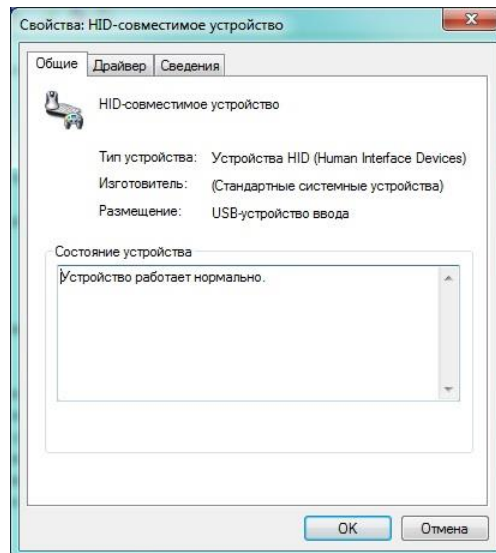 Свойства: HID-совместимое устройство
Общие Драйвер Сведения
HID-совместимое устройство
Тип устройства: Устройства HID (Human Interface Devices)
Изготовитель: (Стандартные системные устройства)
Размещение: USB-устройство ввода
Состояние устройства
Устройство работает нормально.
OK Отмена